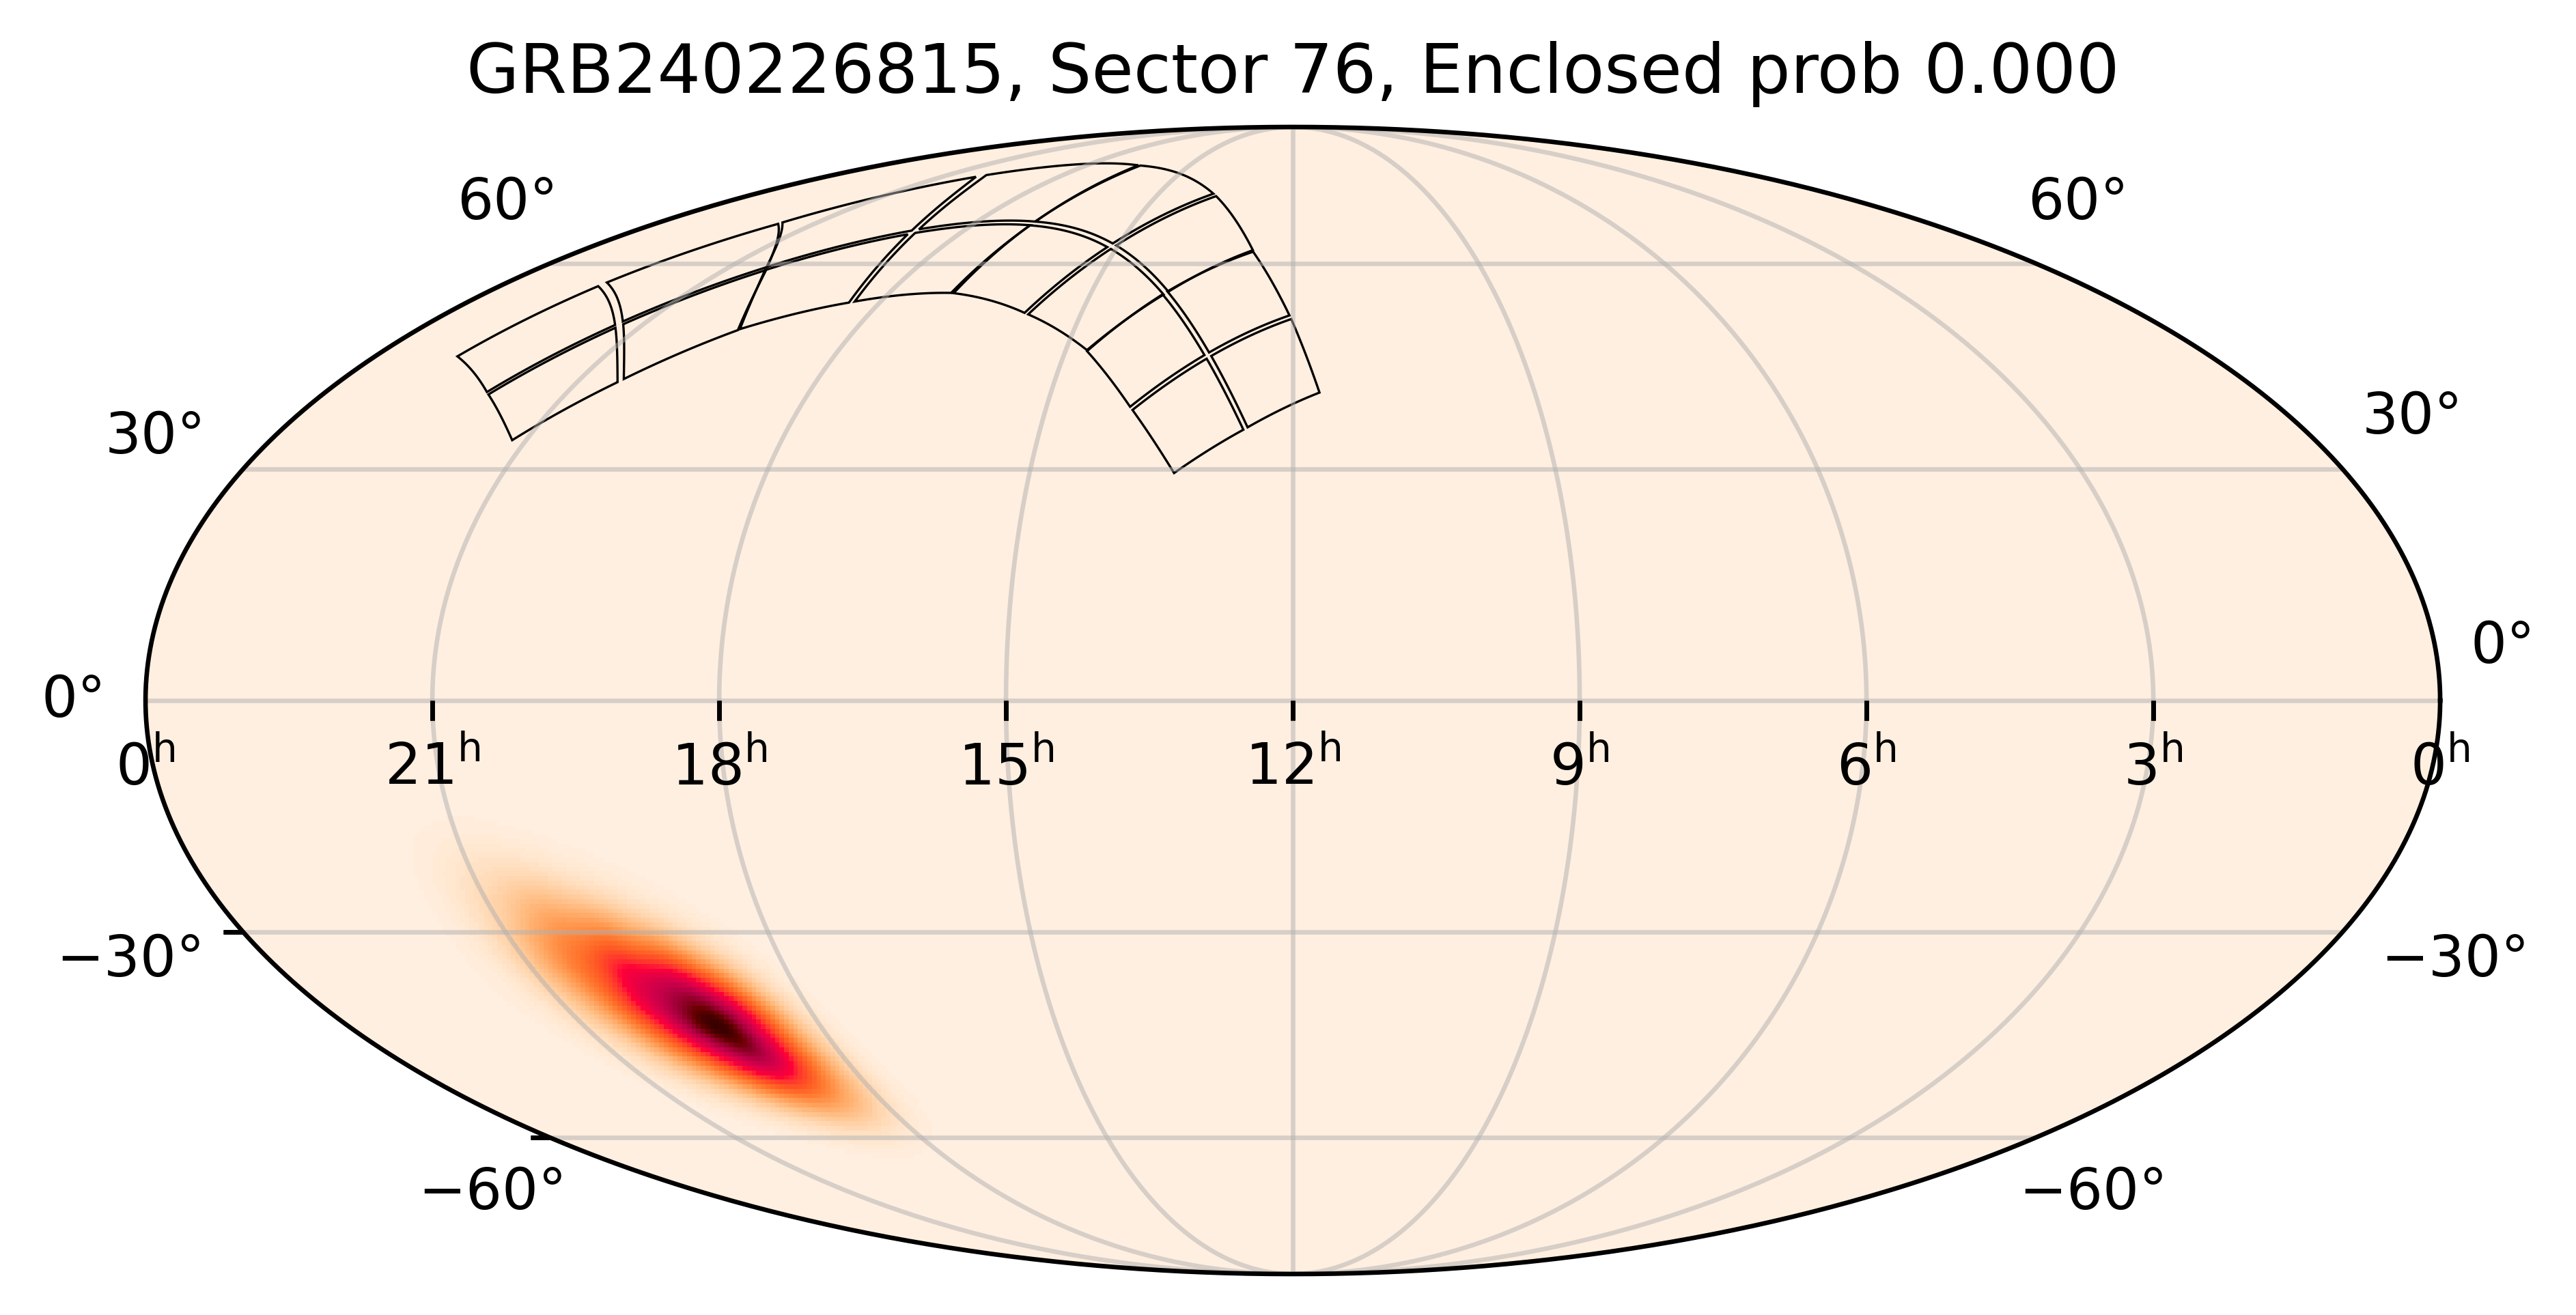 GRB240226815, Sector 76, Enclosed prob 0.000
60° 60°
30° 30°
0° 0°
0ʰ 21ʰ 18ʰ 15ʰ 12ʰ 9ʰ 6ʰ 3ʰ 0ʰ
−30° −30°
−60° −60°